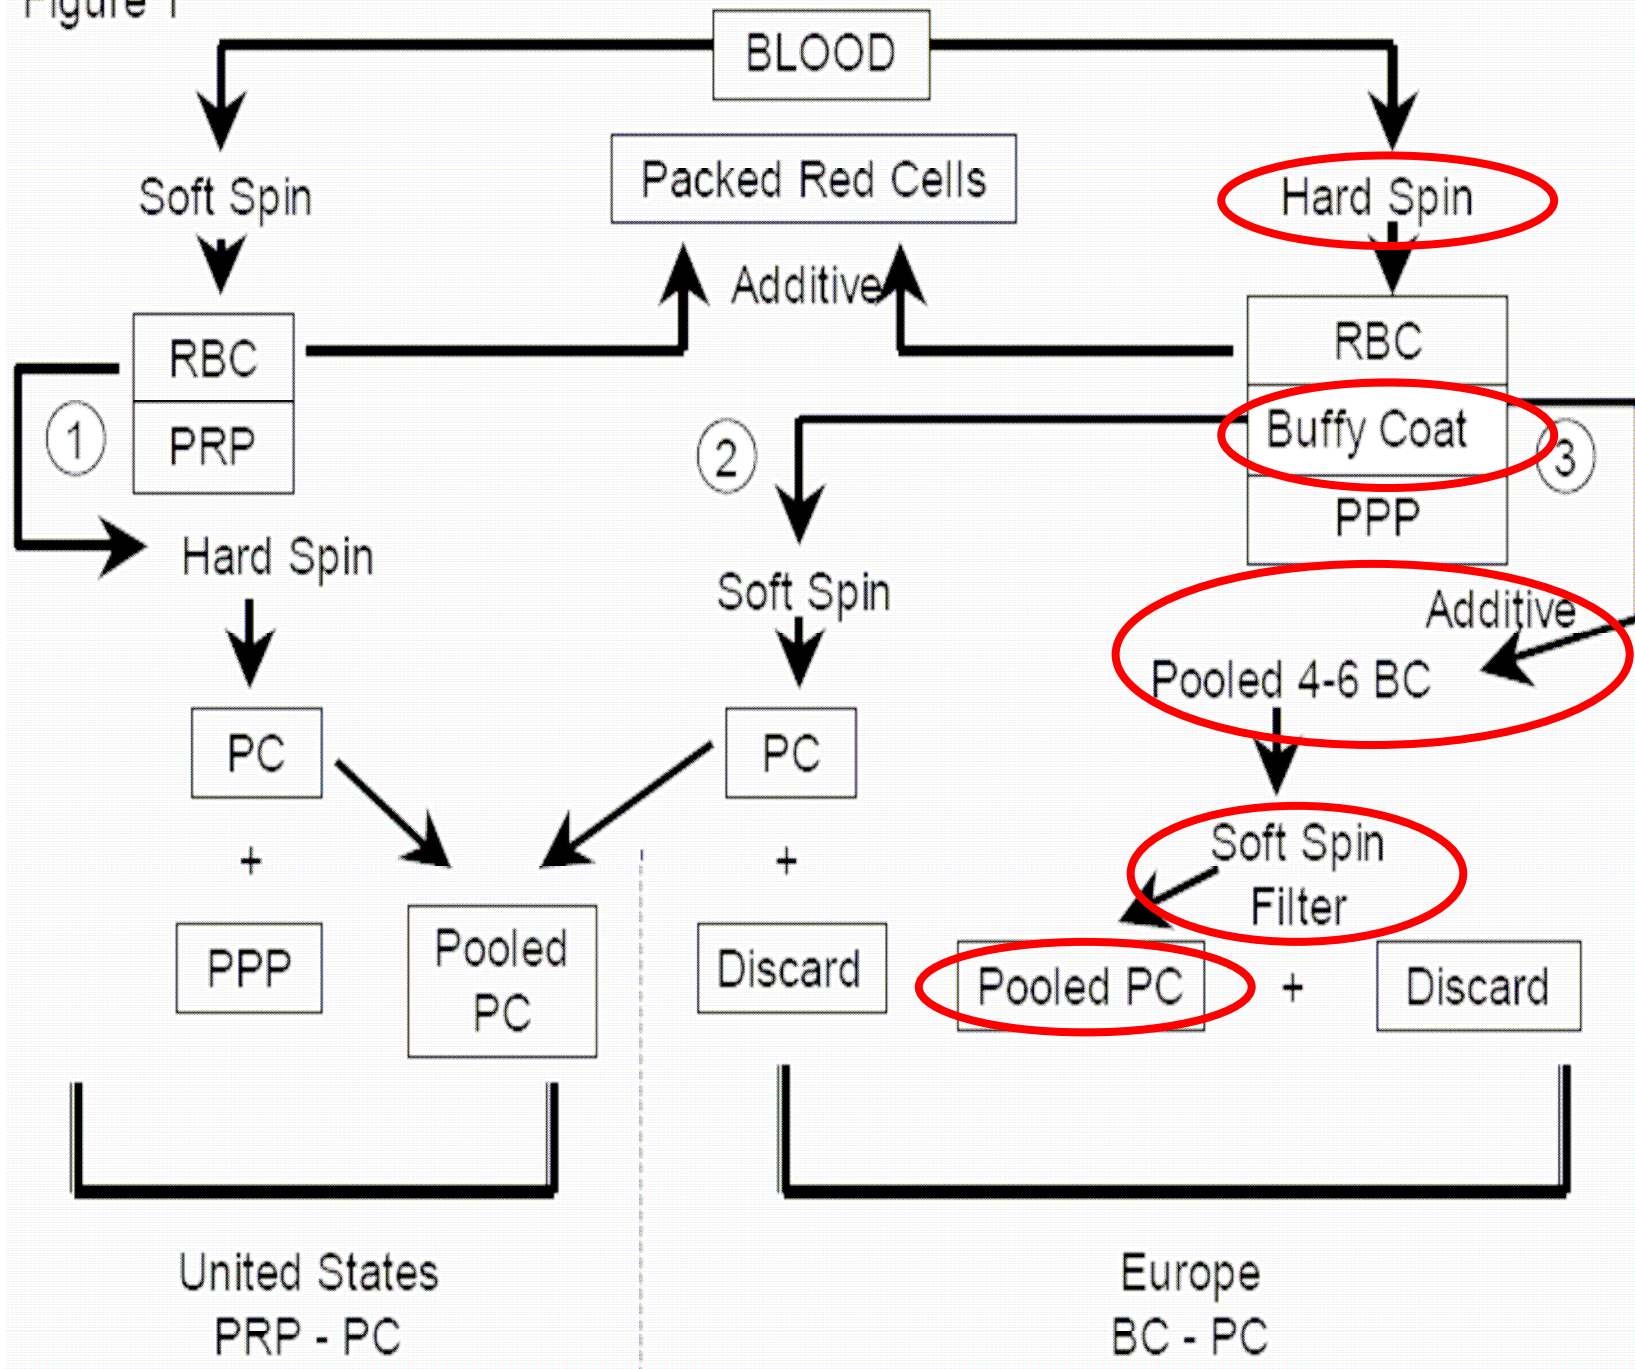 Figure 1
BLOOD
Packed Red Cells
Soft Spin
Hard Spin
Additive
RBC
PRP
1
Hard Spin
PC
+
PPP
Pooled
PC
2
Soft Spin
PC
+
Discard
RBC
Buffy Coat
PPP
3
Additive
Pooled 4-6 BC
Soft Spin
Filter
Pooled PC
+
Discard
United States
PRP - PC
Europe
BC - PC